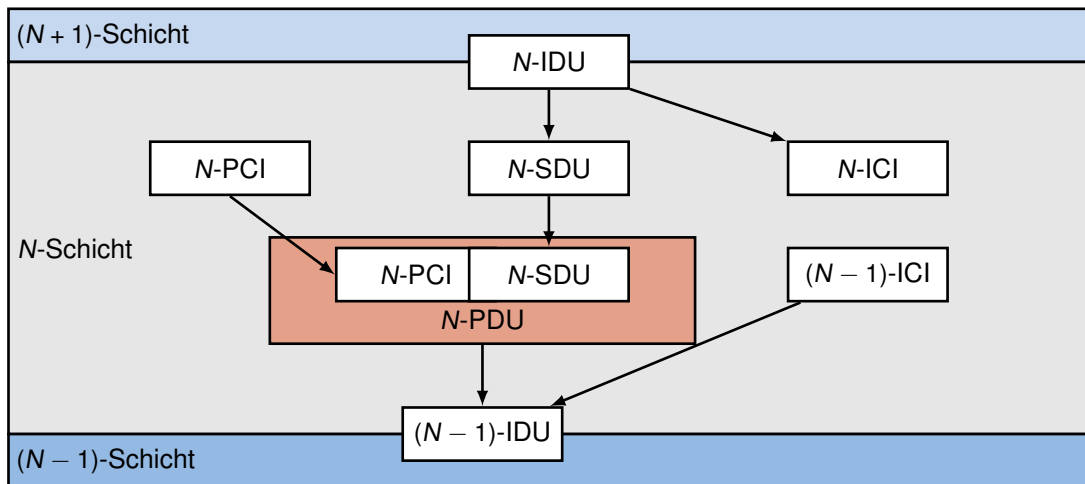 (N + 1)-Schicht
N-IDU
N-PCI
N-SDU
N-ICI
N-Schicht
N-PCI
N-SDU
(N − 1)-ICI
N-PDU
(N − 1)-IDU
(N − 1)-Schicht